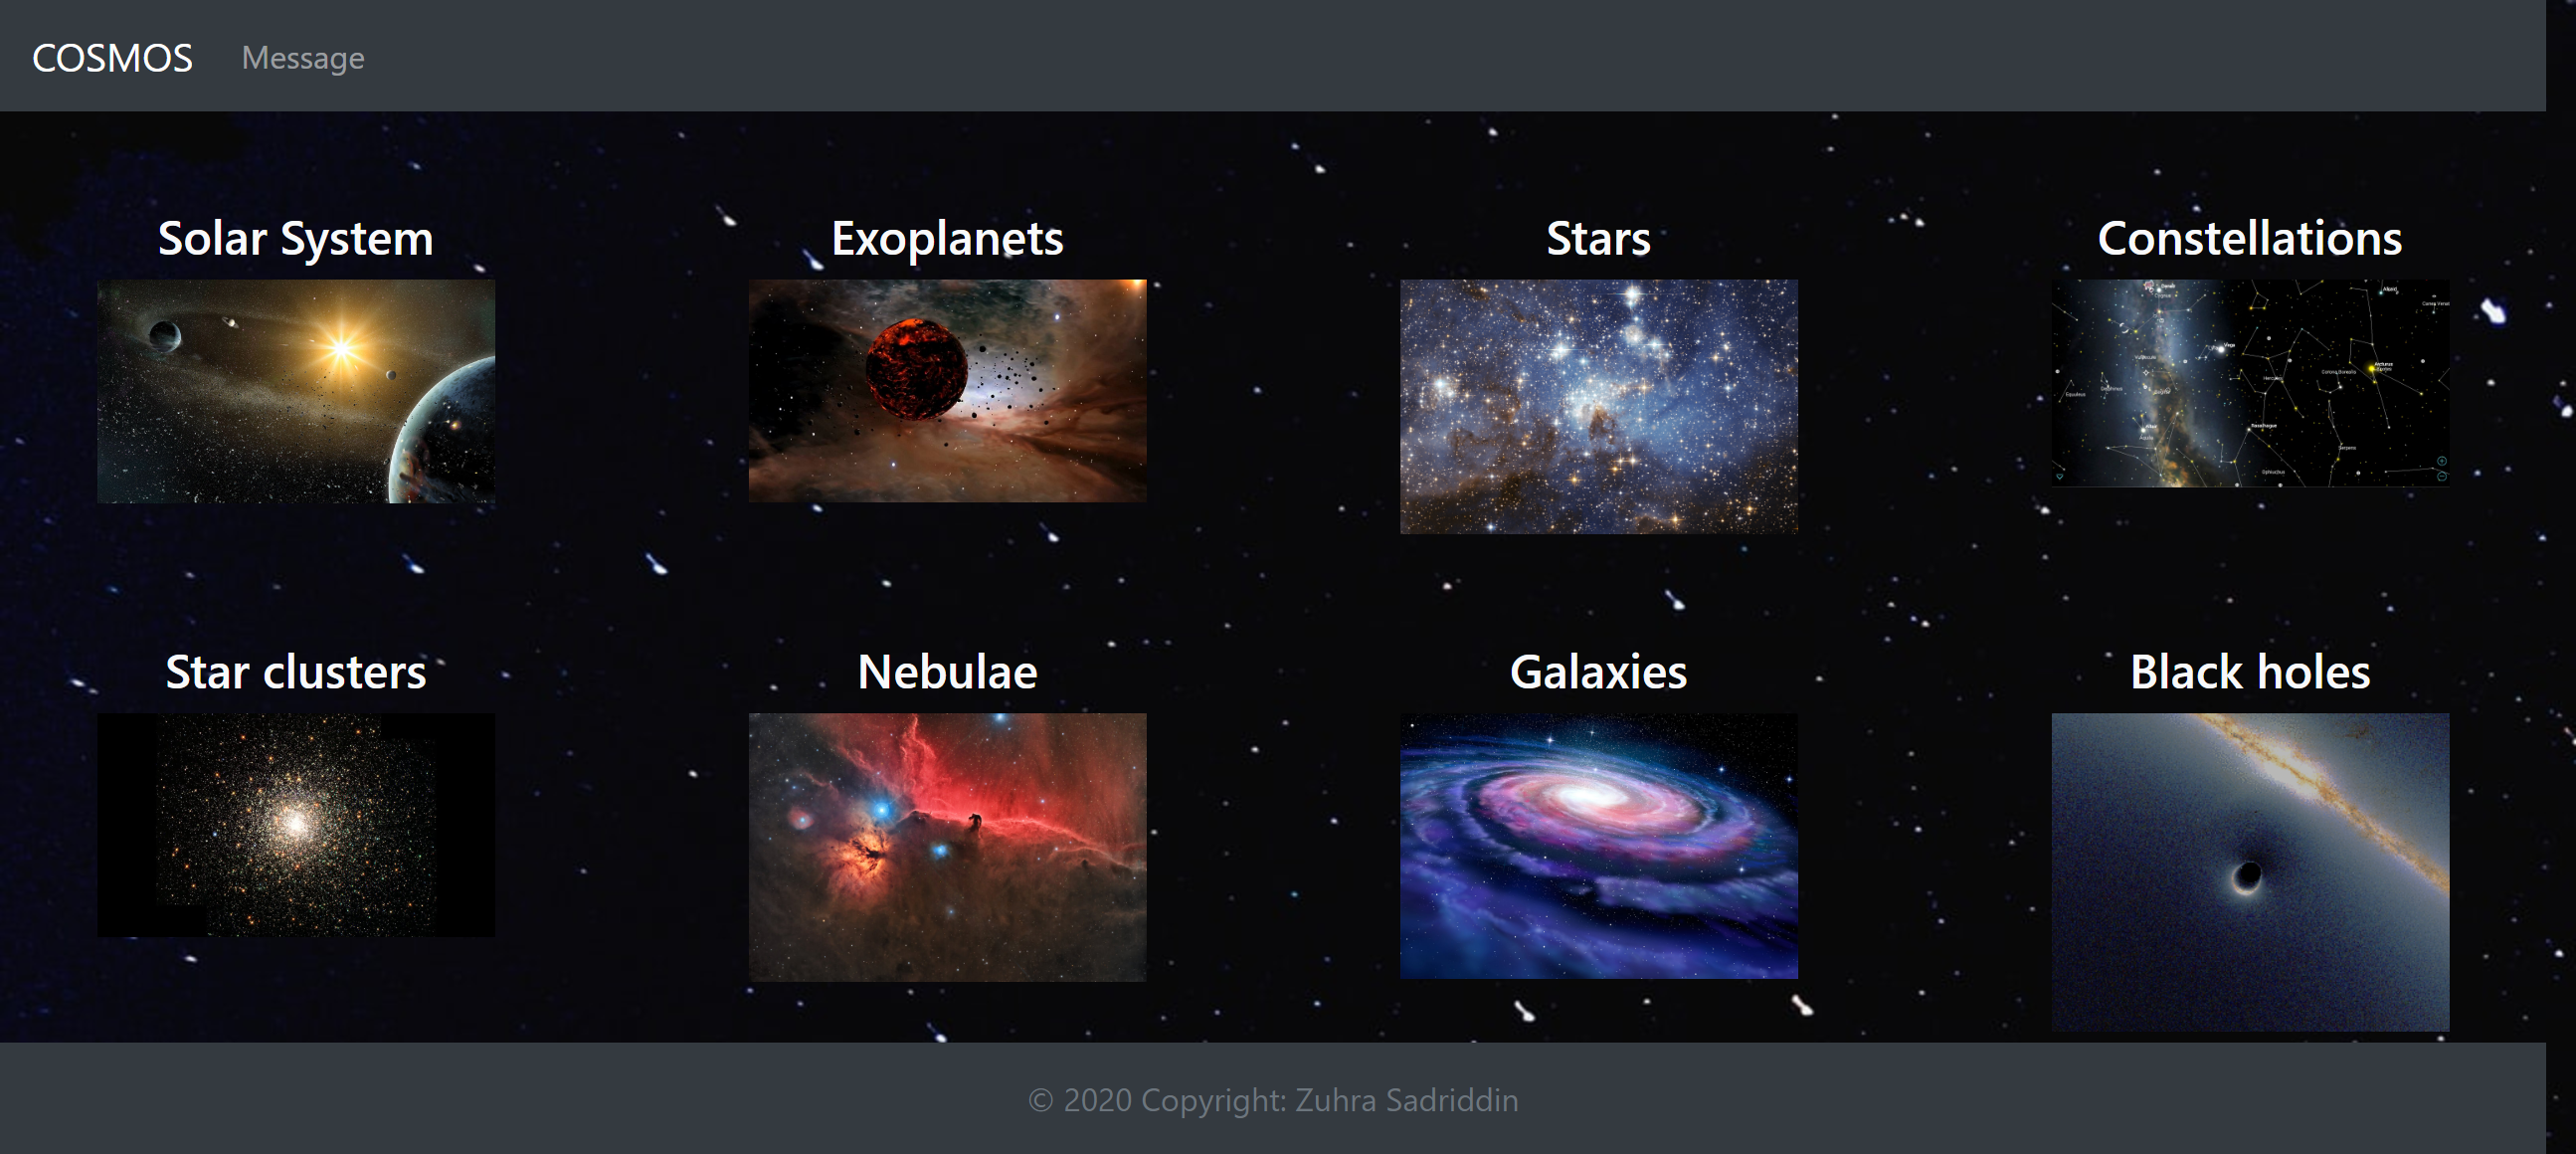 COSMOS Message
Solar System
Exoplanets
Stars
Constellations
Star clusters
Nebulae
Galaxies
Black holes
© 2020 Copyright: Zuhra Sadriddin